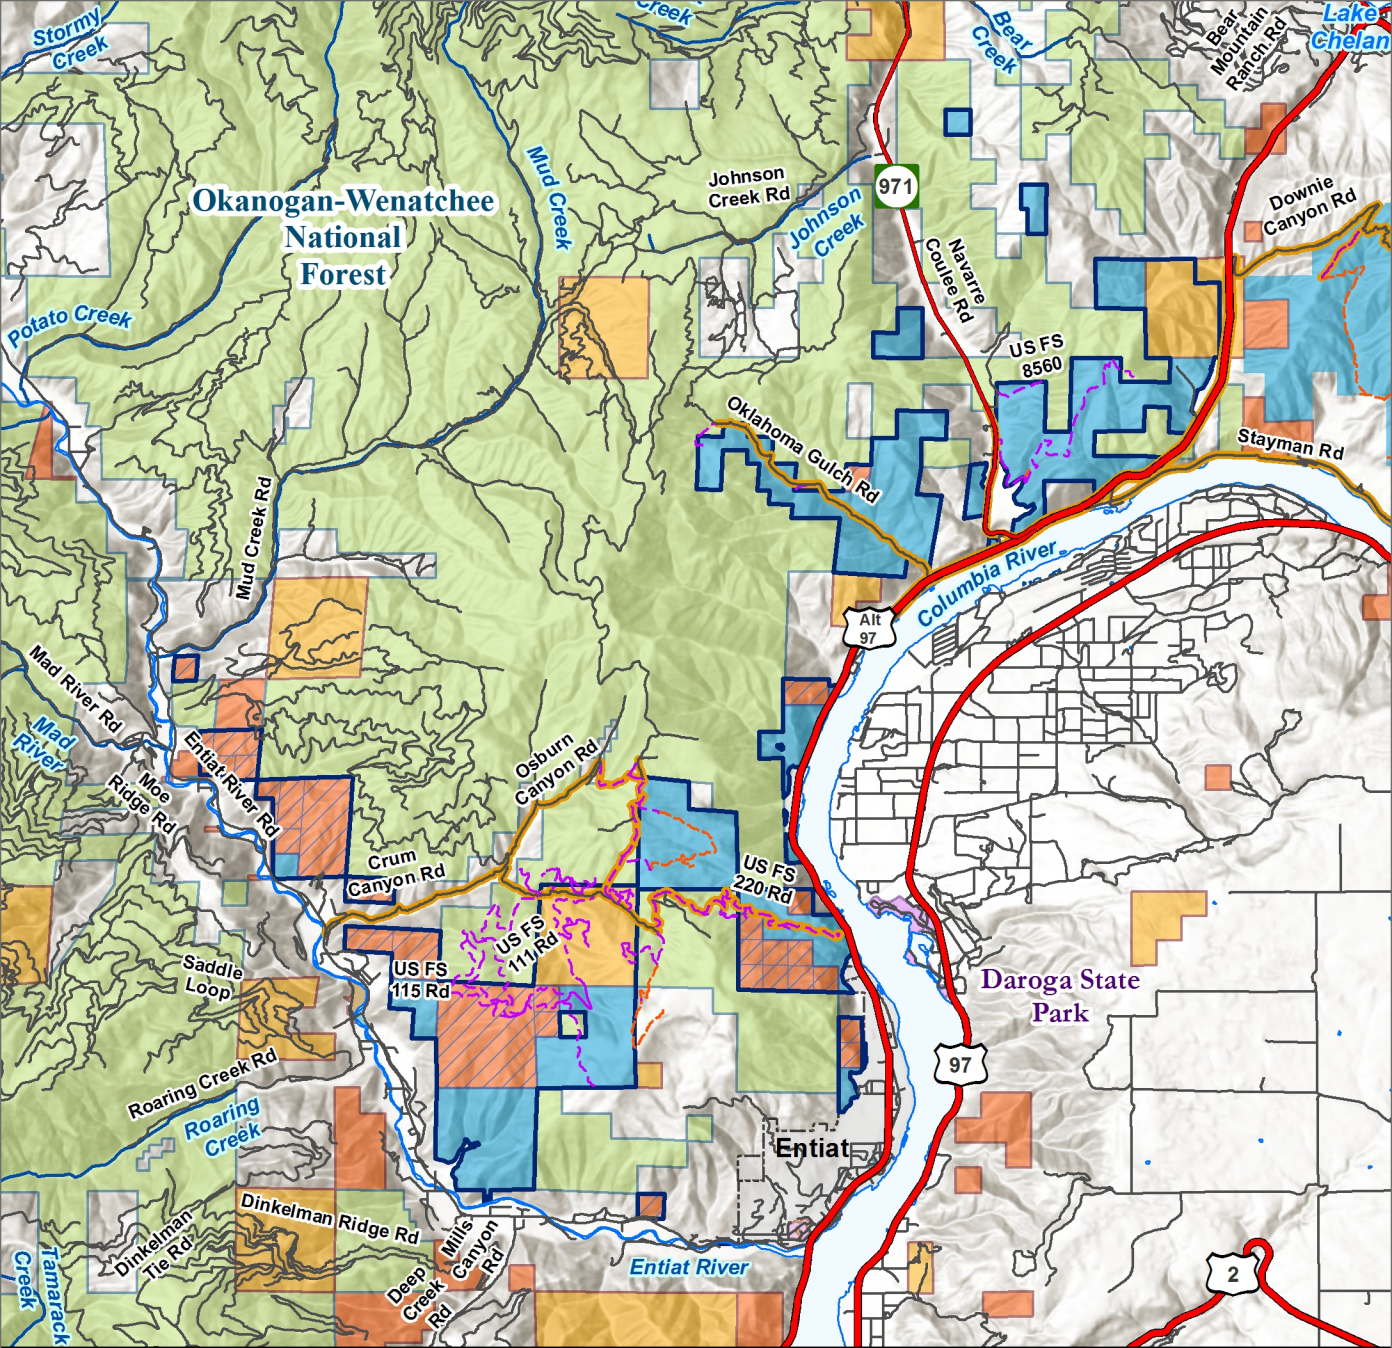 Stormy
Creek
Creek
Bear
Creek
Bear
Mountain
Ranch Rd
Lake
Chelan
Mud Creek
Okanogan-Wenatchee
National
Forest
Johnson
Creek Rd
Johnson
Creek
971
Downie
Canyon Rd
Navarre
Coulee Rd
Potato Creek
US FS
8560
Oklahoma Gulch Rd
Stayman Rd
Mud Creek Rd
Columbia River
Alt
97
Mad River Rd
Mad
River
Entiat River Rd
Moe
Ridge Rd
Osburn
Canyon Rd
Crum
Canyon Rd
US FS
220 Rd
US FS
111 Rd
US FS
115 Rd
Saddle
Loop
Daroga State
Park
97
Roaring Creek Rd
Roaring
Creek
Entiat
Dinkelman Ridge Rd
Dinkelman
Tie Rd
Mills
Canyon
Rd
Deep
Creek
Rd
Entiat River
Tamarack
Creek
2